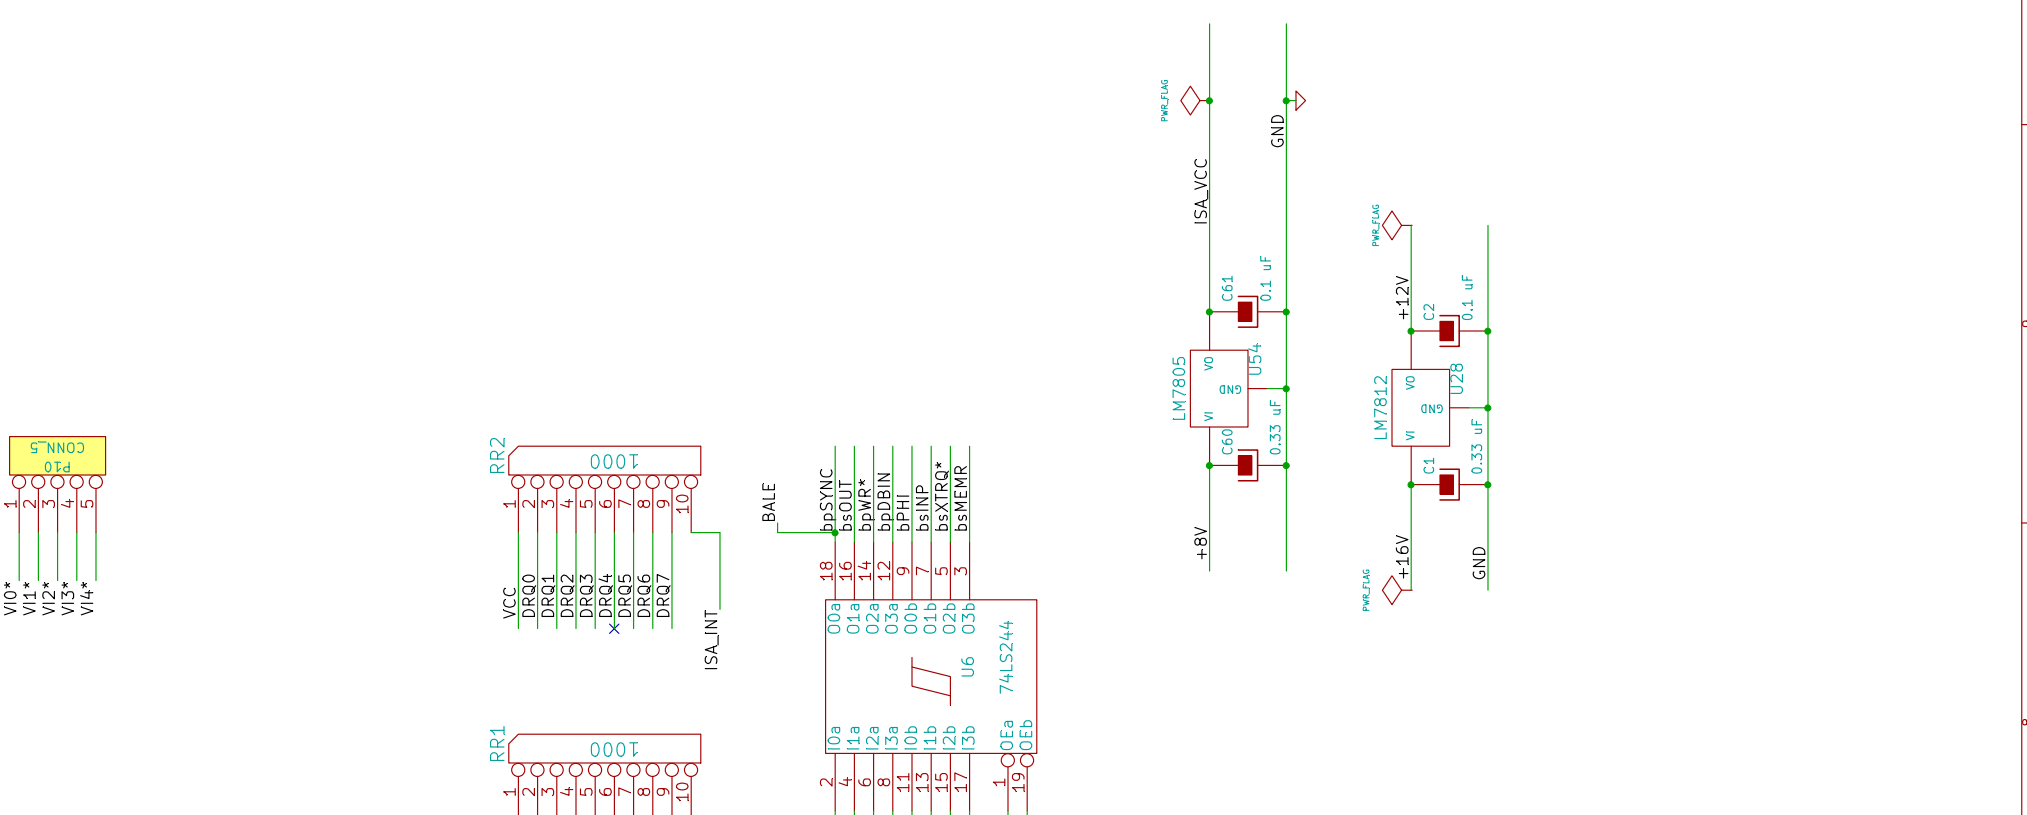 CONN_5
P10
1
2
3
4
5
VI0*
VI1*
VI2*
VI3*
VI4*
RR2
1000
1
2
3
4
5
6
7
8
9
10
VCC
DRQ0
DRQ1
DRQ2
DRQ3
DRQ4
DRQ5
DRQ6
DRQ7
ISA_INT
RR1
1000
1
2
3
4
5
6
7
8
9
10
BALE
bpSYNC
bsOUT
bpWR*
bpDBIN
bPHI
bsINP
bsXTRQ*
bsMEMR
18
16
14
12
9
7
5
3
O0a
O1a
O2a
O3a
O0b
O1b
O2b
O3b
U6
74LS244
I0a
I1a
I2a
I3a
I0b
I1b
I2b
I3b
OEa
OEb
2
4
6
8
11
13
15
17
1
19
PWR_FLAG
GND
ISA_VCC
C61
0.1 uF
LM7805
VO
GND
VI
U54
C60
0.33 uF
+8V
PWR_FLAG
+12V
C2
0.1 uF
LM7812
VO
GND
VI
U28
C1
0.33 uF
+16V
GND
PWR_FLAG